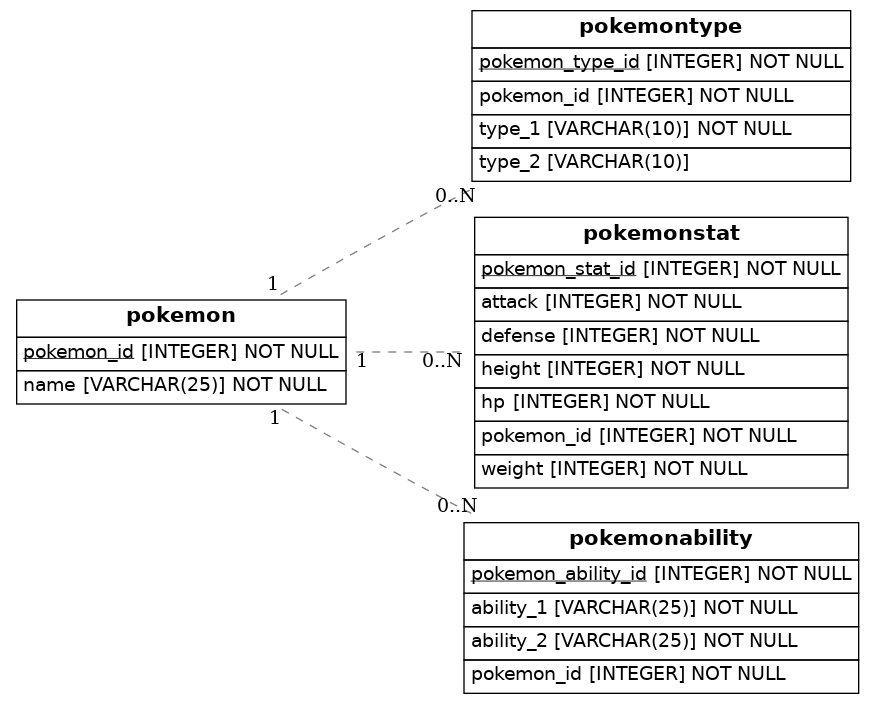 pokemontype
pokemon_type_id [INTEGER] NOT NULL
pokemon_id [INTEGER] NOT NULL
type_1 [VARCHAR(10)] NOT NULL
type_2 [VARCHAR(10)]
0..N
1
pokemonstat
pokemon_stat_id [INTEGER] NOT NULL
attack [INTEGER] NOT NULL
defense [INTEGER] NOT NULL
height [INTEGER] NOT NULL
hp [INTEGER] NOT NULL
pokemon_id [INTEGER] NOT NULL
weight [INTEGER] NOT NULL
pokemon
pokemon_id [INTEGER] NOT NULL
name [VARCHAR(25)] NOT NULL
1
0..N
1
0..N
pokemonability
pokemon_ability_id [INTEGER] NOT NULL
ability_1 [VARCHAR(25)] NOT NULL
ability_2 [VARCHAR(25)] NOT NULL
pokemon_id [INTEGER] NOT NULL